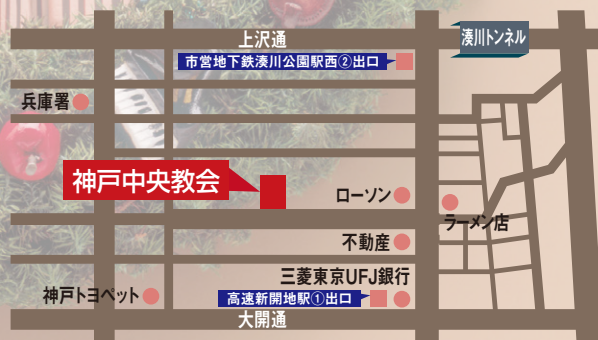 上沢通
湊川トンネル
市営地下鉄湊川公園駅西②出口
兵庫署
神戸中央教会
ローソン
ラーメン店
不動産
三菱東京UFJ銀行
神戸トヨペット
高速新開地駅①出口
大開通